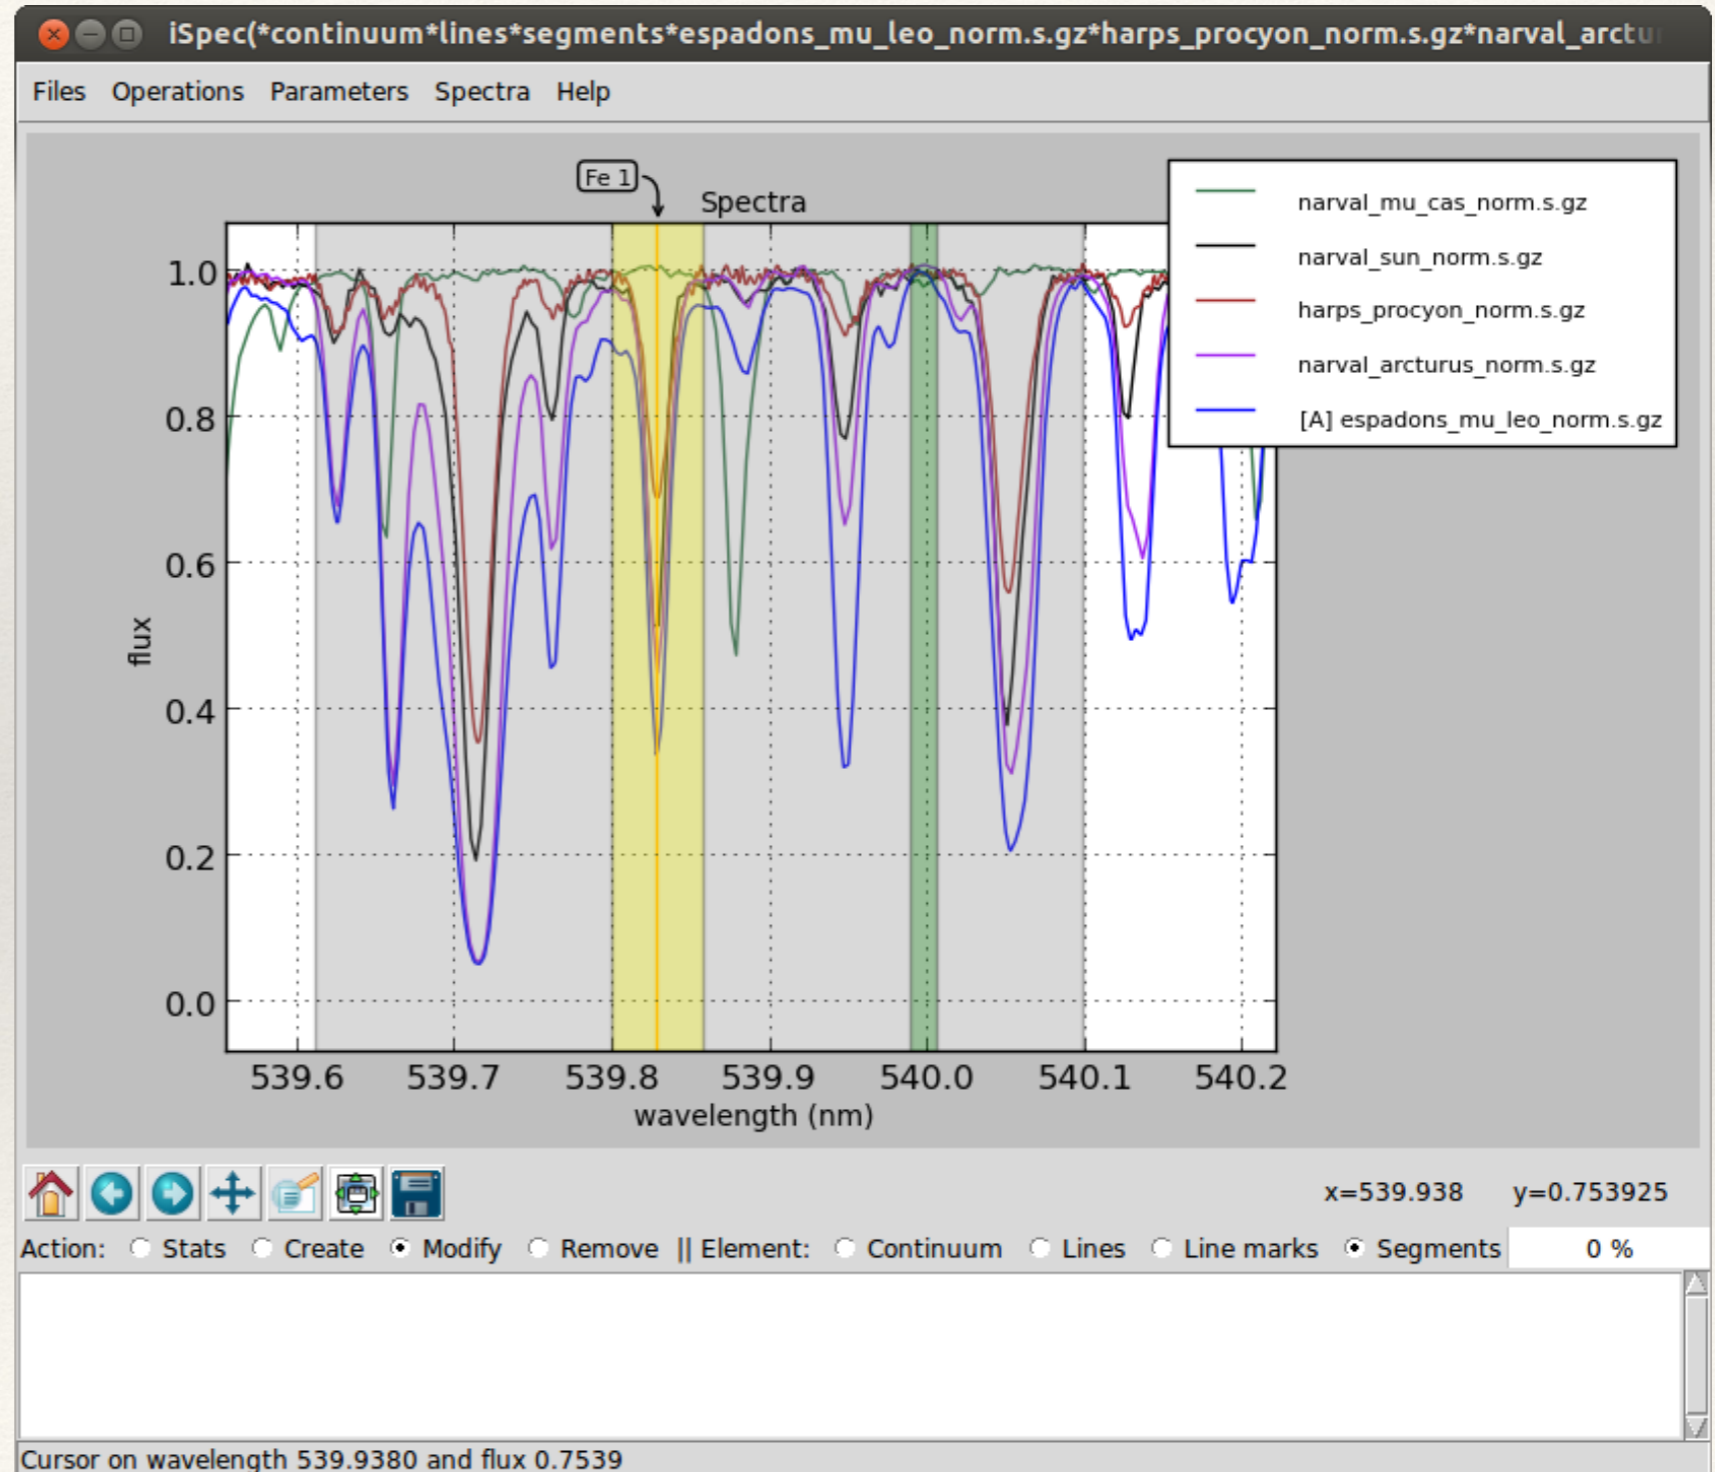 iSpec(*continuum*lines*segments*espadons_mu_leo_norm.s.gz*harps_procyon_norm.s.gz*narval_arctu
Files Operations Parameters Spectra Help
Fe 1
Spectra
narval_mu_cas_norm.s.gz
narval_sun_norm.s.gz
harps_procyon_norm.s.gz
narval_arcturus_norm.s.gz
[A] espadons_mu_leo_norm.s.gz
1.0
0.8
0.6
0.4
0.2
0.0
flux
539.6 539.7 539.8 539.9 540.0 540.1 540.2
wavelength (nm)
x=539.938 y=0.753925
Action: Stats Create Modify Remove || Element: Continuum Lines Line marks Segments 0 %
Cursor on wavelength 539.9380 and flux 0.7539